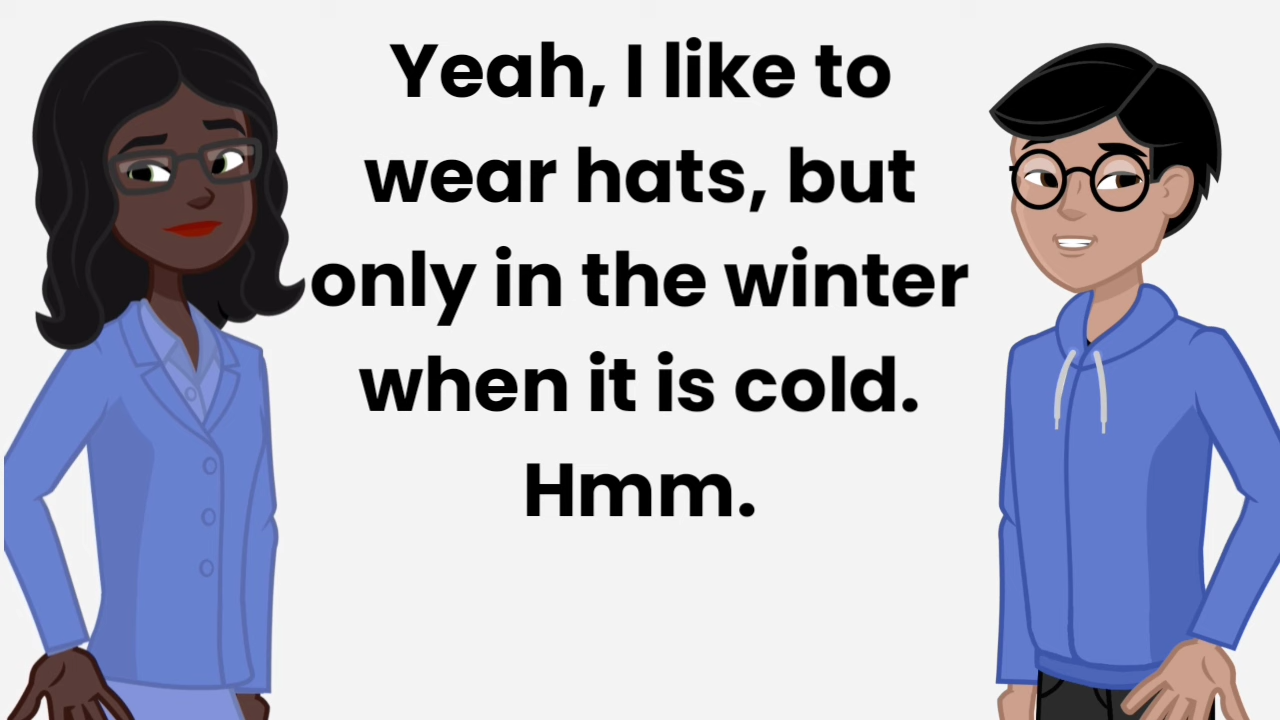 Yeah, I like to
wear hats, but
only in the winter
when it is cold.
Hmm.